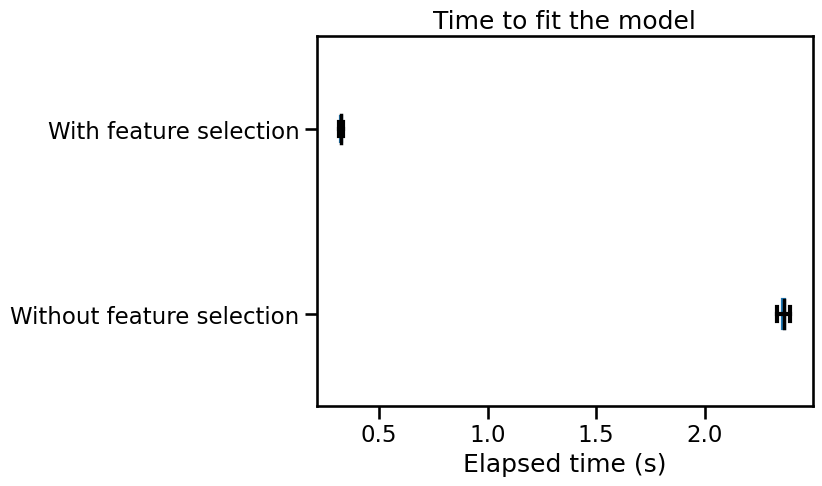 Time to fit the model
With feature selection
Without feature selection
0.5 1.0 1.5 2.0
Elapsed time (s)